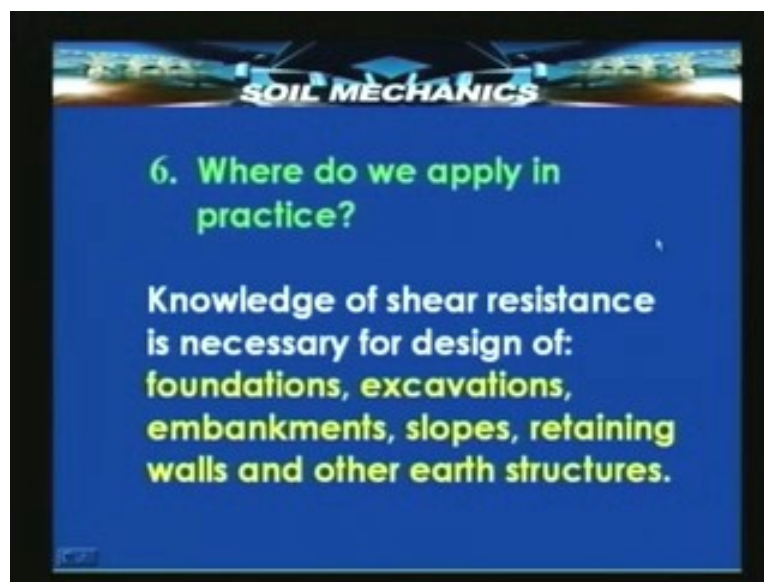 SOIL MECHANICS
6. Where do we apply in
practice?
Knowledge of shear resistance
is necessary for design of:
foundations, excavations,
embankments, slopes, retaining
walls and other earth structures.